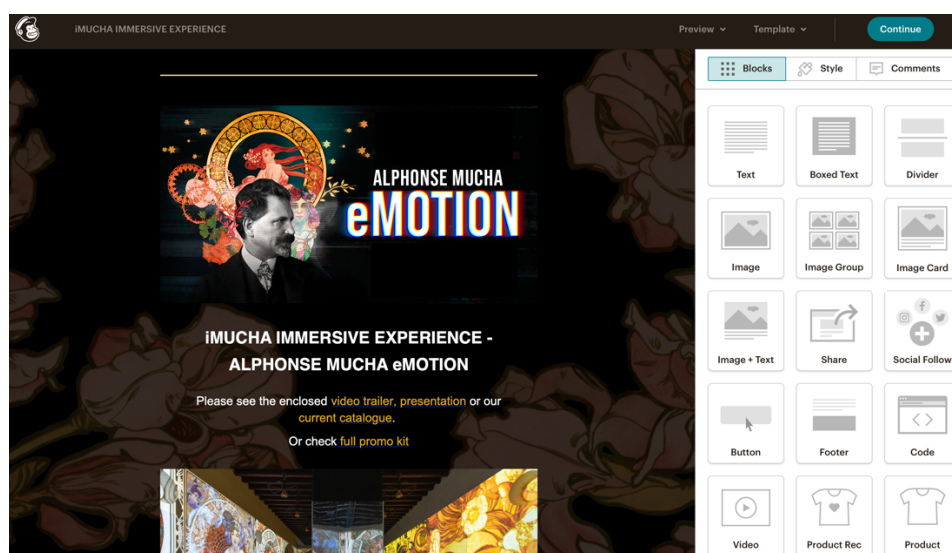 iMUCHA IMMERSIVE EXPERIENCE
Preview
Template
Continue
Blocks
Style
Comments
ALPHONSE MUCHA
eMOTION
iMUCHA IMMERSIVE EXPERIENCE -
ALPHONSE MUCHA eMOTION
Please see the enclosed video trailer, presentation or our
current catalogue.
Or check full promo kit
Text
Boxed Text
Divider
Image
Image Group
Image Card
Image + Text
Share
Social Follow
Button
Footer
Code
Video
Product Rec
Product